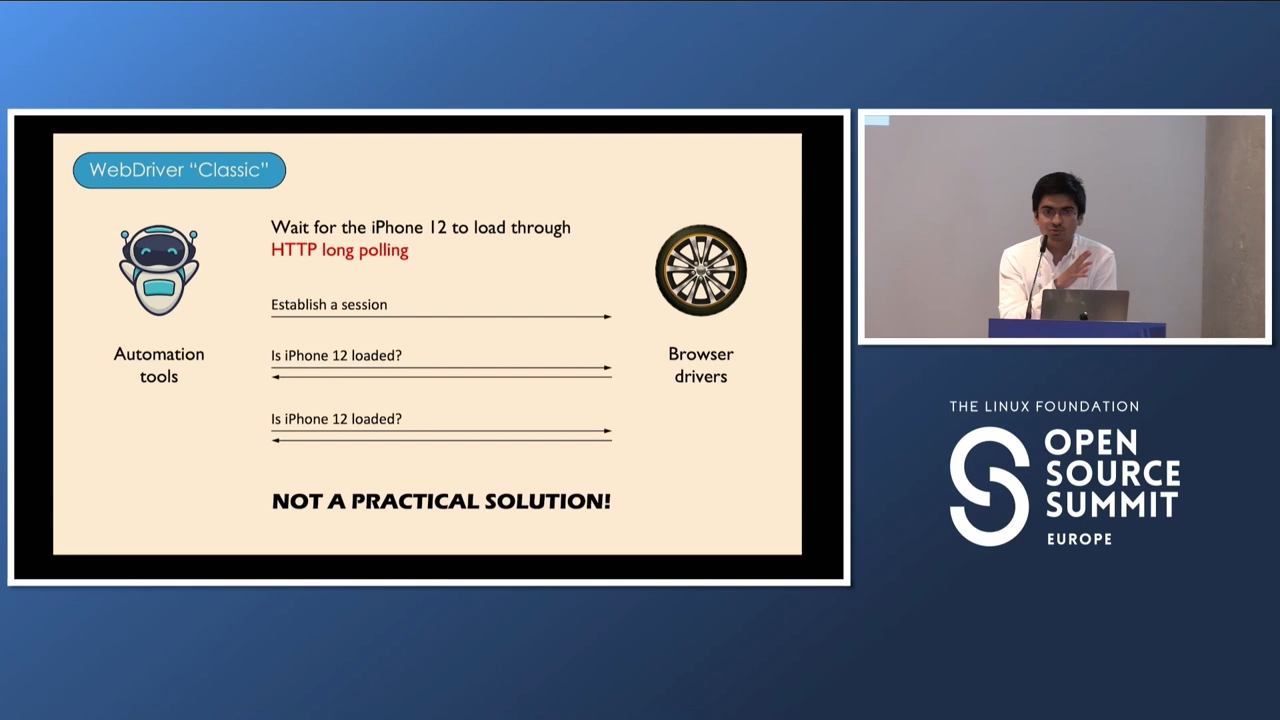 WebDriver “Classic”
Wait for the iPhone 12 to load through
HTTP long polling
Establish a session
Is iPhone 12 loaded?
Is iPhone 12 loaded?
Automation
tools
Browser
drivers
NOT A PRACTICAL SOLUTION!
THE LINUX FOUNDATION
OPEN
SOURCE
SUMMIT
EUROPE